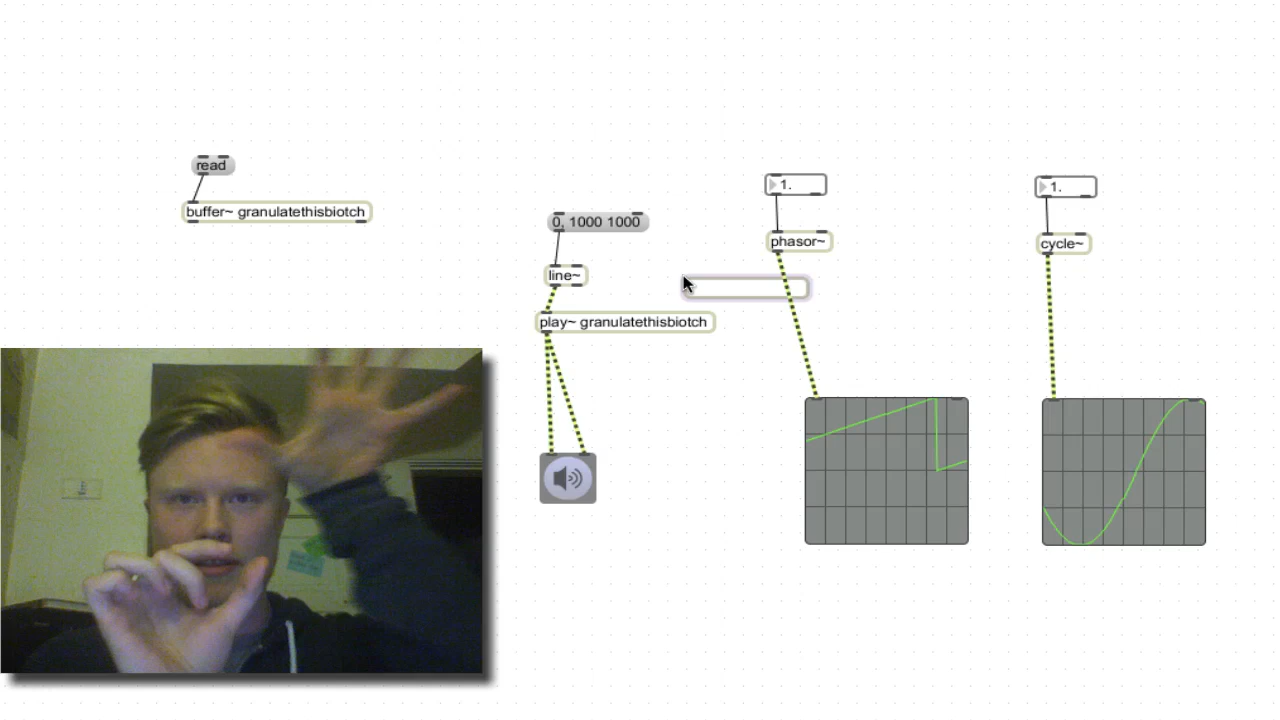 read
buffer~ granulatethisbiotch
0, 1000 1000
line~
play~ granulatethisbiotch
1.
phasor~
1.
cycle~